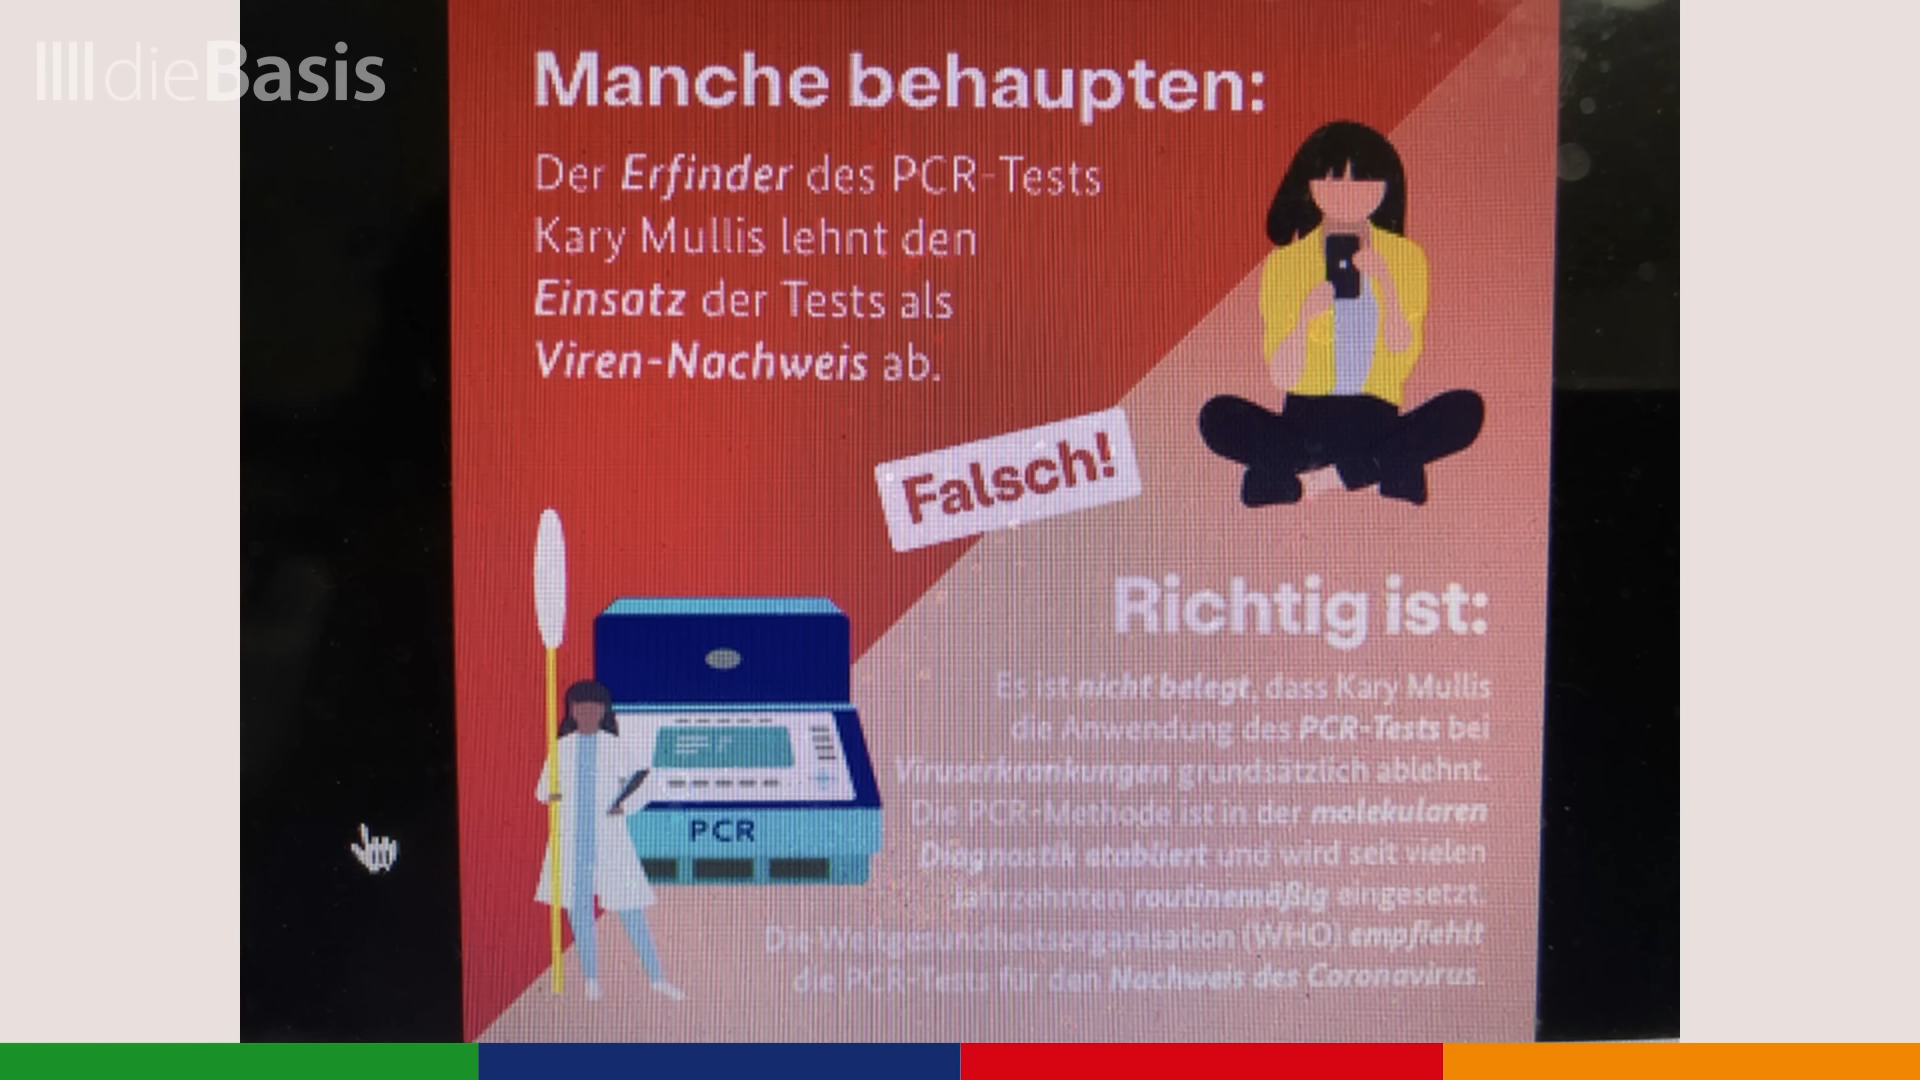 dieBasis
Manche behaupten:
Der Erfinder des PCR-Tests
Kary Mullis lehnt den
Einsatz der Tests als
Viren-Nachweis ab.
Falsch!
Richtig ist:
Es ist nicht belegt, dass Kary Mullis
die Anwendung des PCR-Tests bei
Viruserkrankungen grundsätzlich ablehnt.
Die PCR-Methode ist in der molekularen
Diagnostik etabliert und wird seit vielen
Jahrzehnten routinemäßig eingesetzt.
Die Weltgesundheitsorganisation (WHO) empfiehlt
die PCR-Tests für den Nachweis des Coronavirus.
PCR